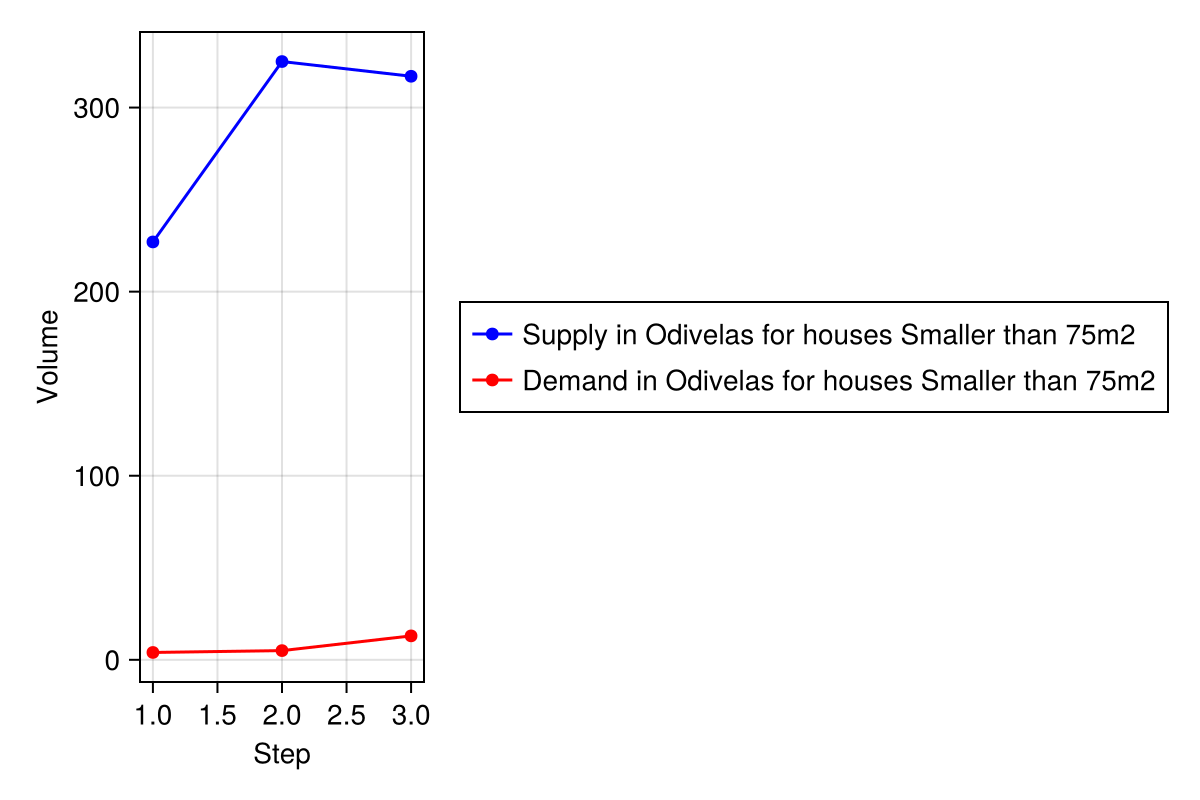 300
200
100
0
Volume
1.0 1.5 2.0 2.5 3.0
Step
Supply in Odivelas for houses Smaller than 75m2
Demand in Odivelas for houses Smaller than 75m2